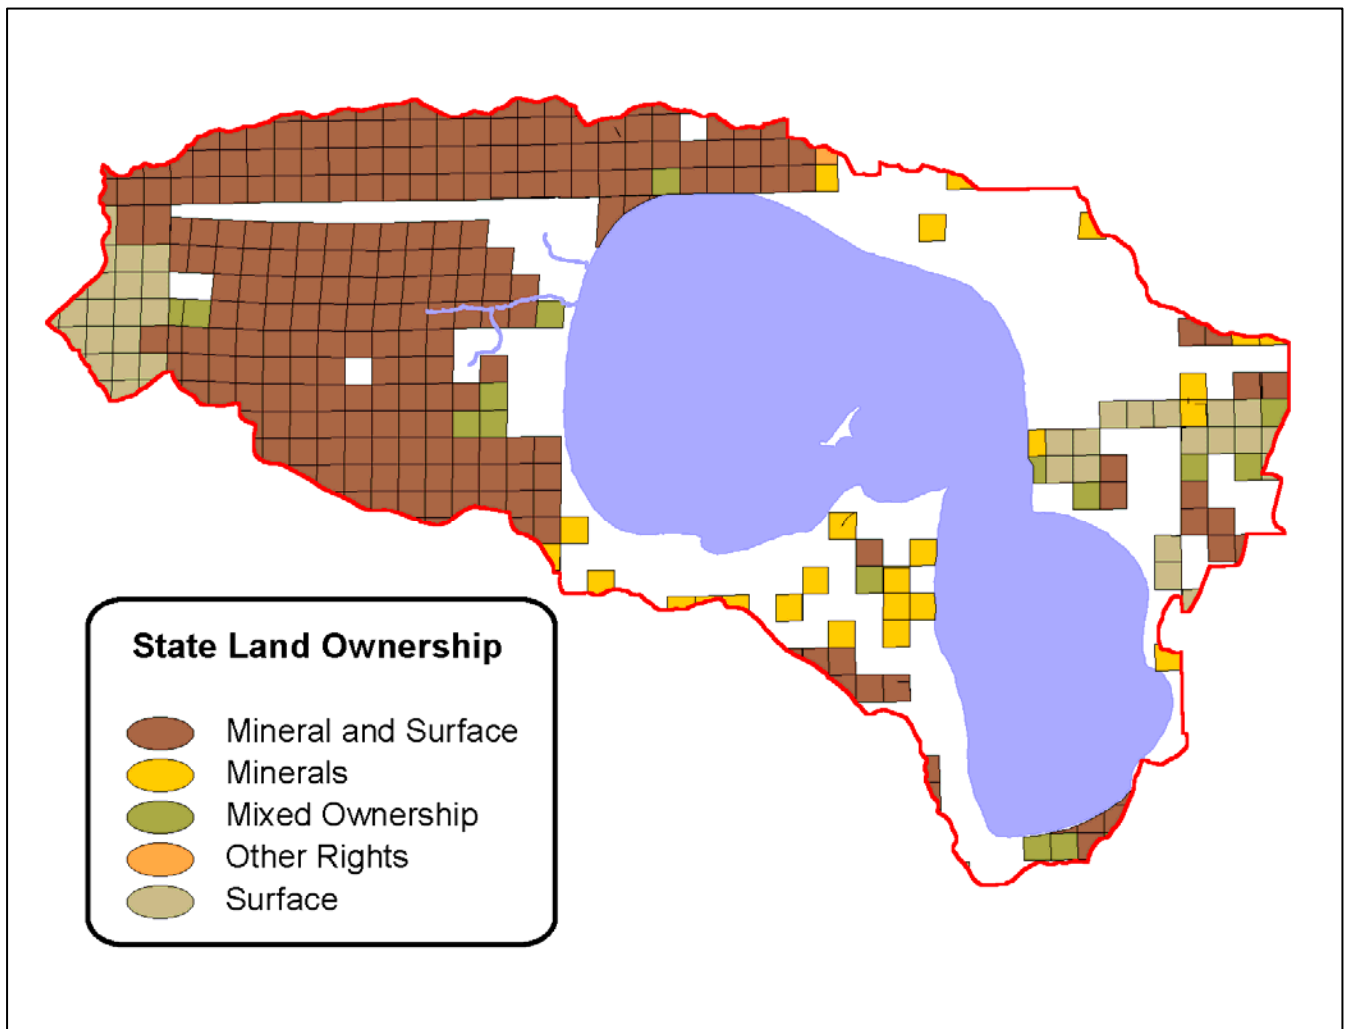 State Land Ownership
Mineral and Surface
Minerals
Mixed Ownership
Other Rights
Surface